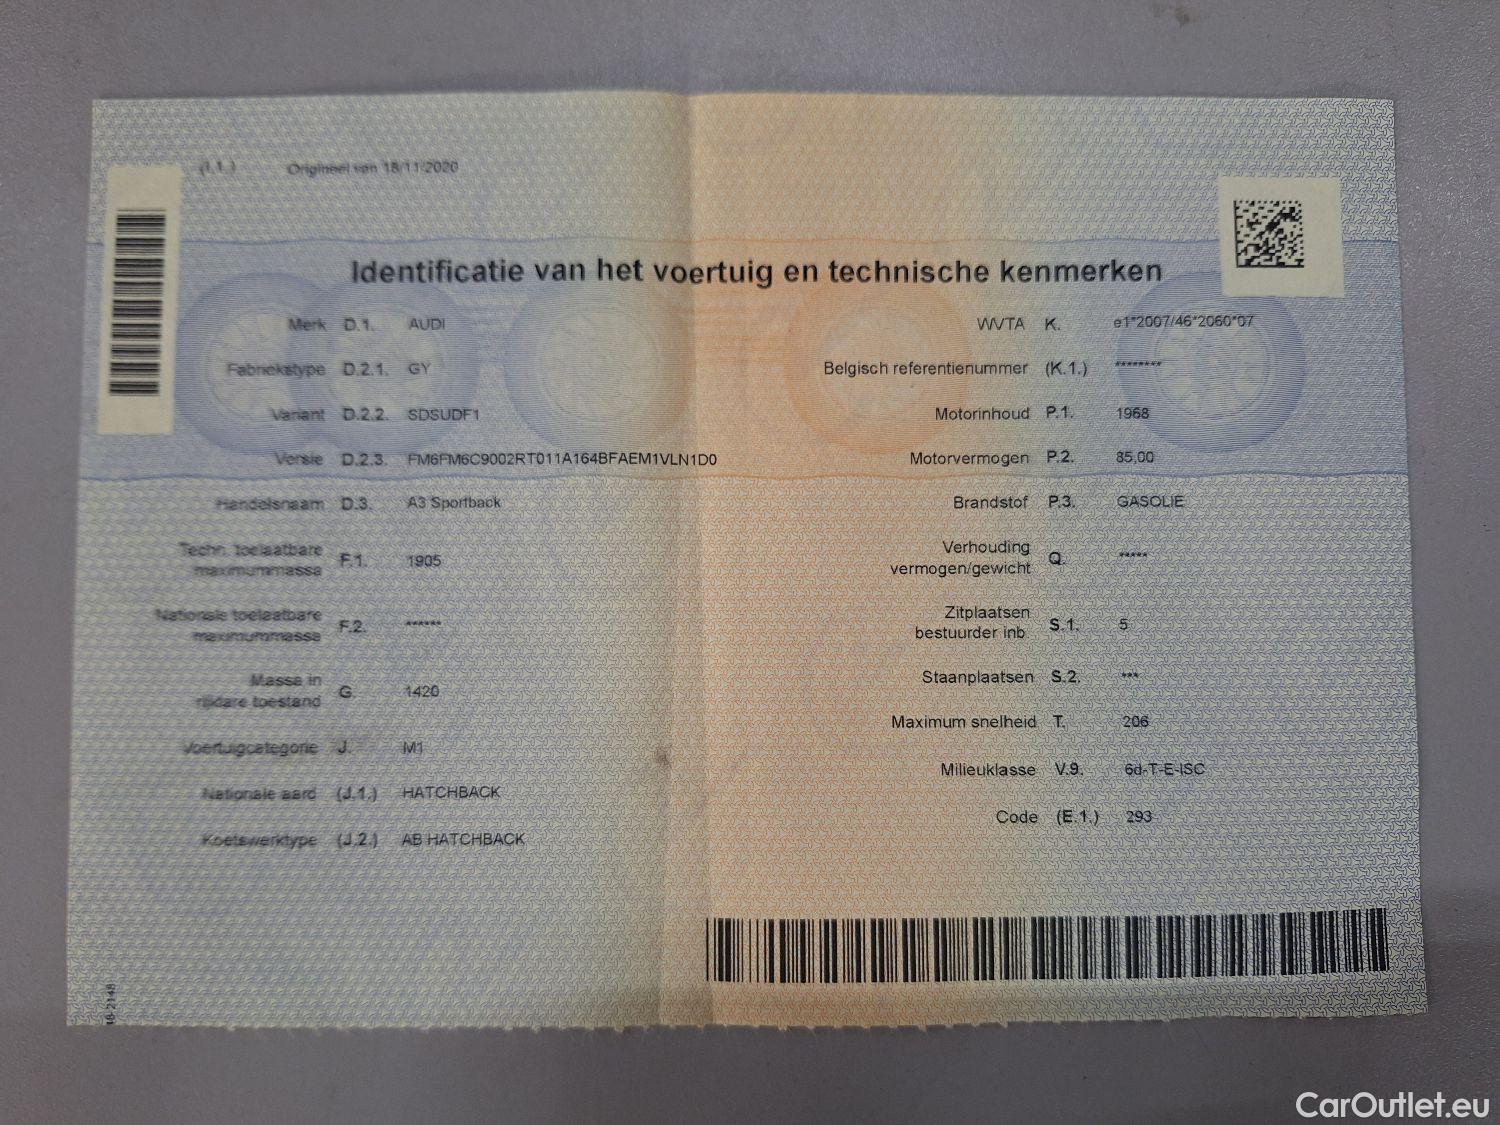 (I.1.) Origineel van 18/11/2020
Identificatie van het voertuig en technische kenmerken
Merk D.1. AUDI
Fabriekstype D.2.1. GY
Variant D.2.2. SDSUDF1
Versie D.2.3. FM6FM6C9002RT011A164BFAEM1VLN1D0
Handelsnaam D.3. A3 Sportback
Techn. toelaatbare
maximummassa F.1. 1905
Nationale toelaatbare
maximummassa F.2. ******
Massa in
rijklare toestand G. 1420
Voertuigcategorie J. M1
Nationale aard (J.1.) HATCHBACK
Koetswerktype (J.2.) AB HATCHBACK
WVTA K. e1*2007/46*2060*07
Belgisch referentienummer (K.1.) ********
Motorinhoud P.1. 1968
Motorvermogen P.2. 85,00
Brandstof P.3. GASOLIE
Verhouding
vermogen/gewicht Q. *****
Zitplaatsen
bestuurder inb. S.1. 5
Staanplaatsen S.2. ***
Maximum snelheid T. 206
Milieuklasse V.9. 6d-T-E-ISC
Code (E.1.) 293
CarOutlet.eu